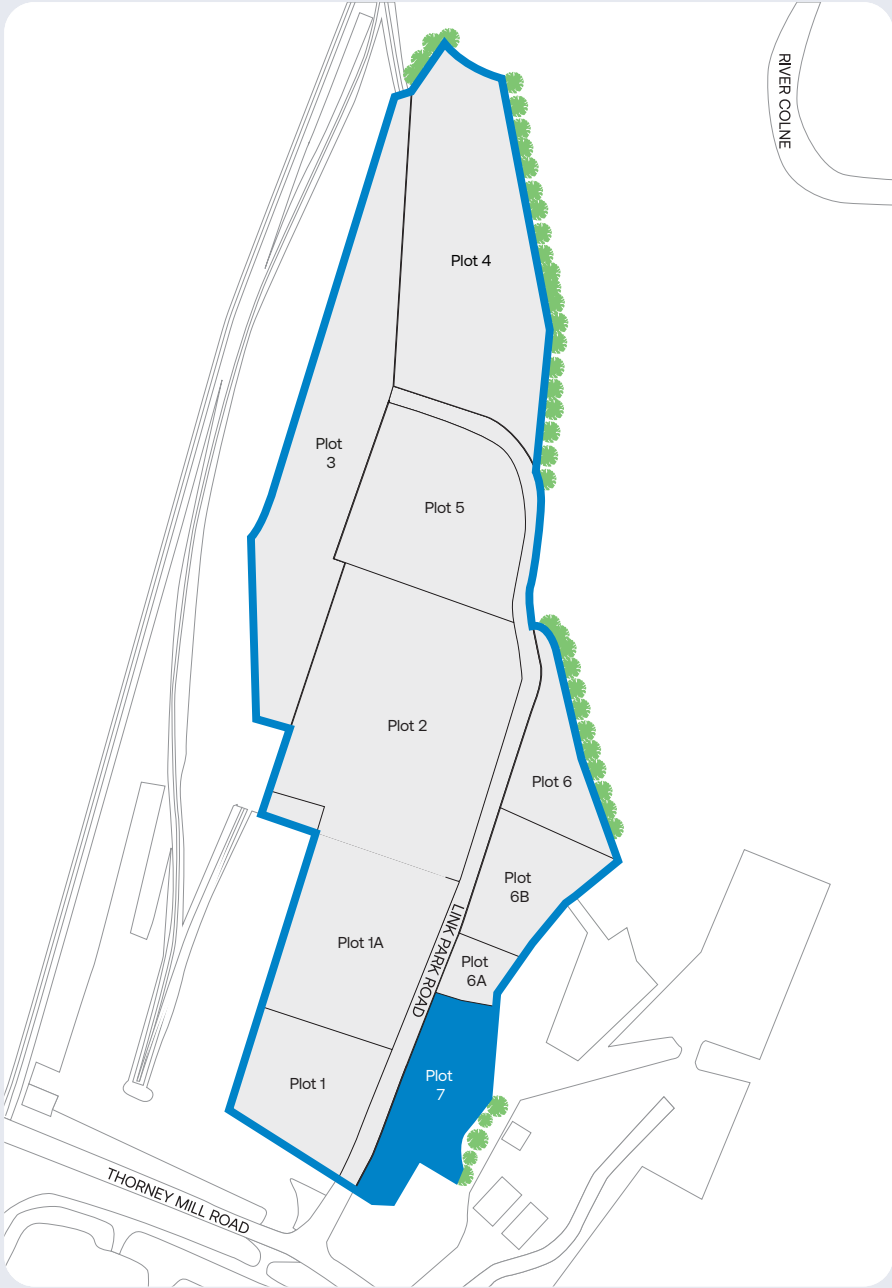 RIVER COLNE
Plot 4
Plot
3
Plot 5
Plot 2
Plot 6
Plot
6B
Plot 1A
LINK PARK ROAD
Plot
6A
Plot 1
Plot
7
THORNEY MILL ROAD